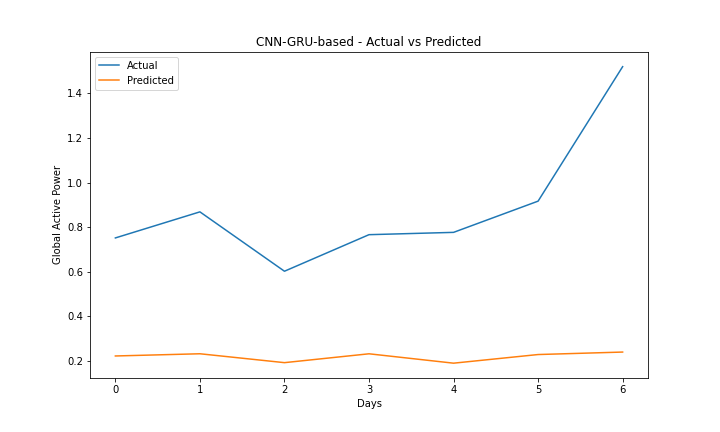 CNN-GRU-based - Actual vs Predicted
Actual
Predicted
Global Active Power
1.4
1.2
1.0
0.8
0.6
0.4
0.2
0 1 2 3 4 5 6
Days